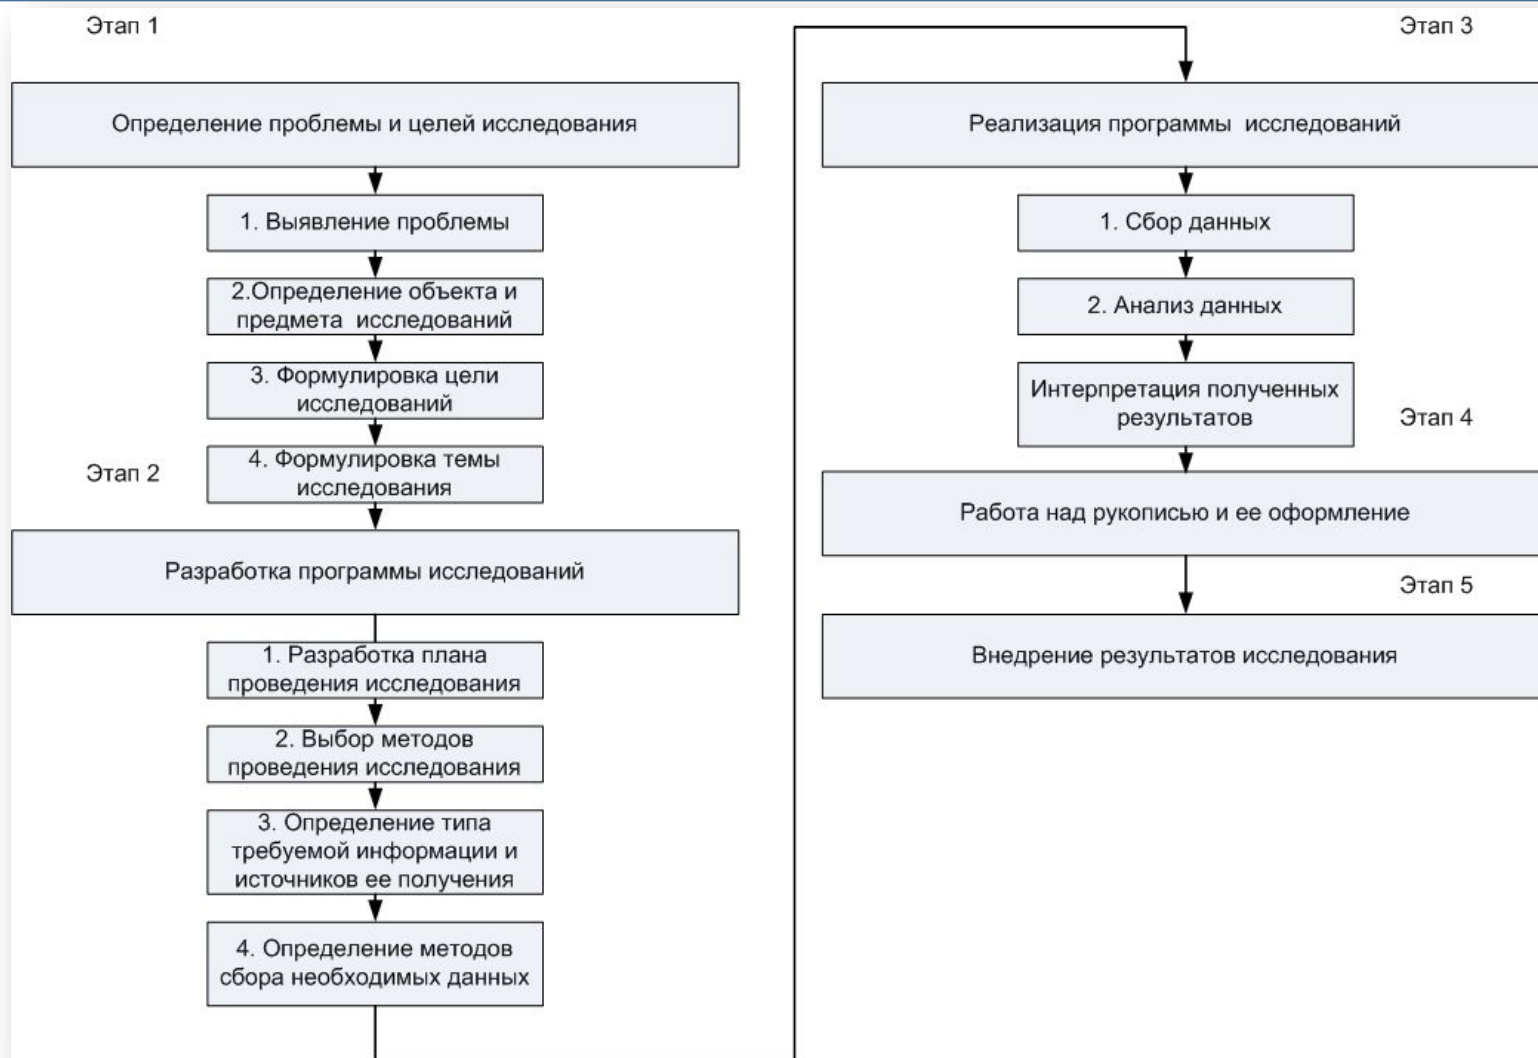 Этап 1
Определение проблемы и целей исследования
1. Выявление проблемы
2.Определение объекта и
предмета исследований
3. Формулировка цели
исследований
4. Формулировка темы
исследования
Этап 2
Разработка программы исследований
1. Разработка плана
проведения исследования
2. Выбор методов
проведения исследования
3. Определение типа
требуемой информации и
источников ее получения
4. Определение методов
сбора необходимых данных
Этап 3
Реализация программы исследований
1. Сбор данных
2. Анализ данных
Интерпретация полученных
результатов
Этап 4
Работа над рукописью и ее оформление
Этап 5
Внедрение результатов исследования